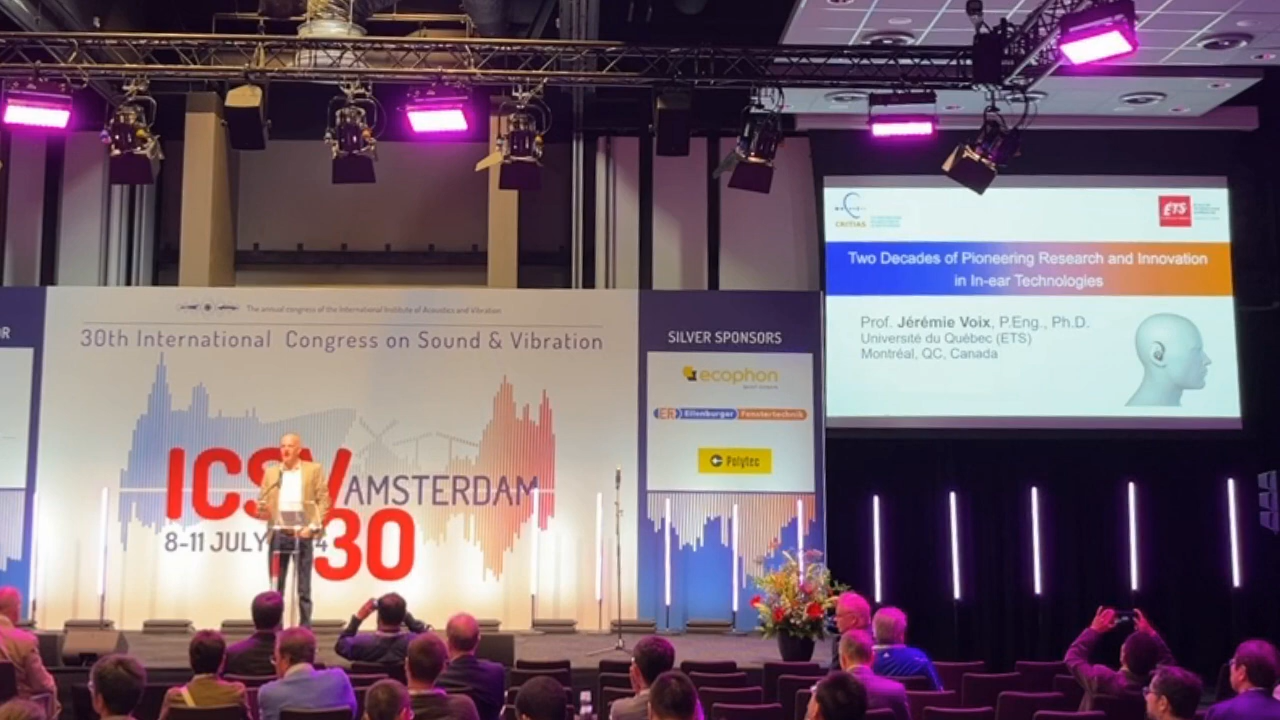 The annual congress of the International Institute of Acoustics and Vibration
30th International Congress on Sound & Vibration
ICSV AMSTERDAM
30
8-11 JULY
R
SILVER SPONSORS
ecophon
ER Eilenburger Fenstertechnik
Polytec
CRITIAS
ETS
Two Decades of Pioneering Research and Innovation
in In-ear Technologies
Prof. Jérémie Voix, P.Eng., Ph.D.
Université du Québec (ETS)
Montréal, QC, Canada